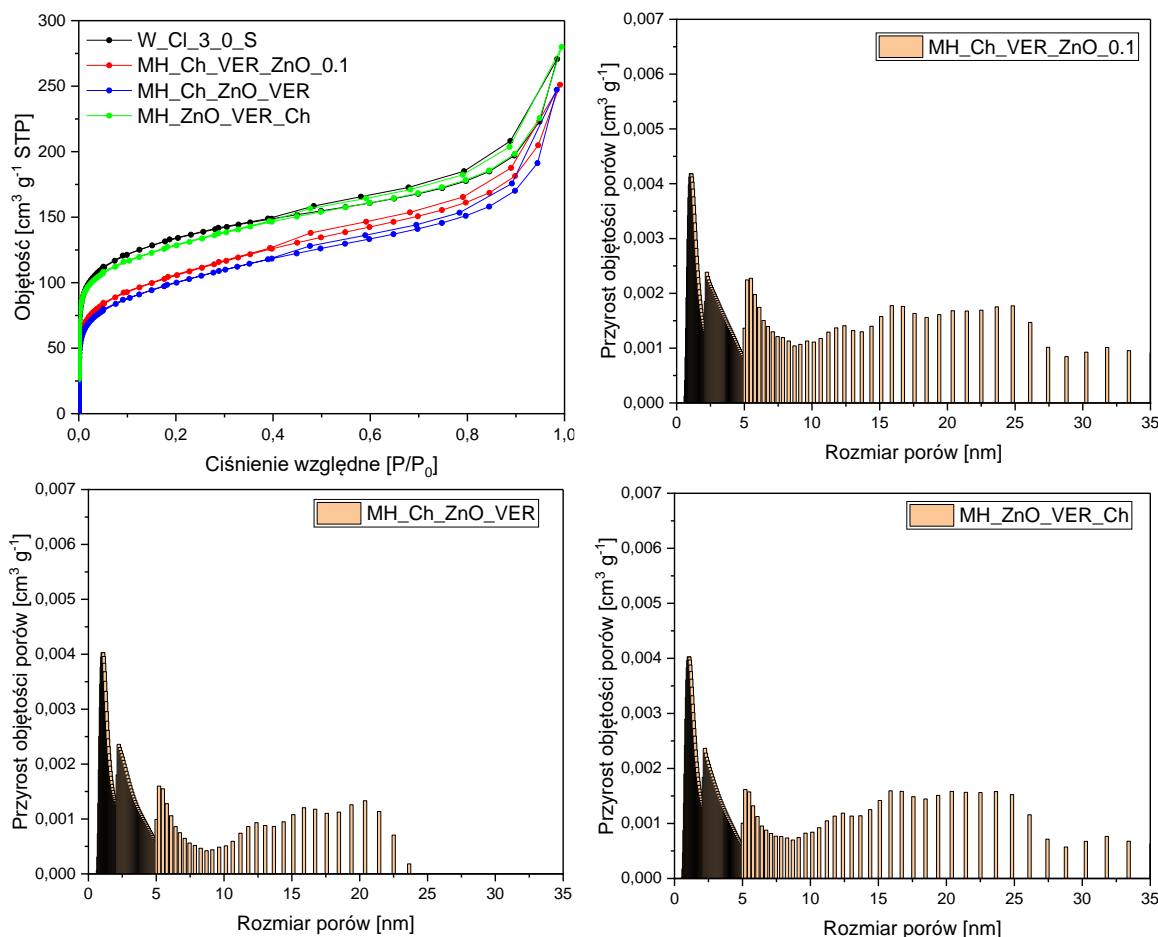 300
250
200
150
100
50
0
Objętość [cm³ g⁻¹ STP]
W_Cl_3_0_S
MH_Ch_VER_ZnO_0.1
MH_Ch_ZnO_VER
MH_ZnO_VER_Ch
0,0 0,2 0,4 0,6 0,8 1,0
Ciśnienie względne [P/P₀]
0,007
0,006
0,005
0,004
0,003
0,002
0,001
0,000
Przyrost objętości porów [cm³ g⁻¹]
MH_Ch_VER_ZnO_0.1
0 5 10 15 20 25 30 35
Rozmiar porów [nm]
0,007
0,006
0,005
0,004
0,003
0,002
0,001
0,000
Przyrost objętości porów [cm³ g⁻¹]
MH_Ch_ZnO_VER
0 5 10 15 20 25 30 35
Rozmiar porów [nm]
0,007
0,006
0,005
0,004
0,003
0,002
0,001
0,000
Przyrost objętości porów [cm³ g⁻¹]
MH_ZnO_VER_Ch
0 5 10 15 20 25 30 35
Rozmiar porów [nm]